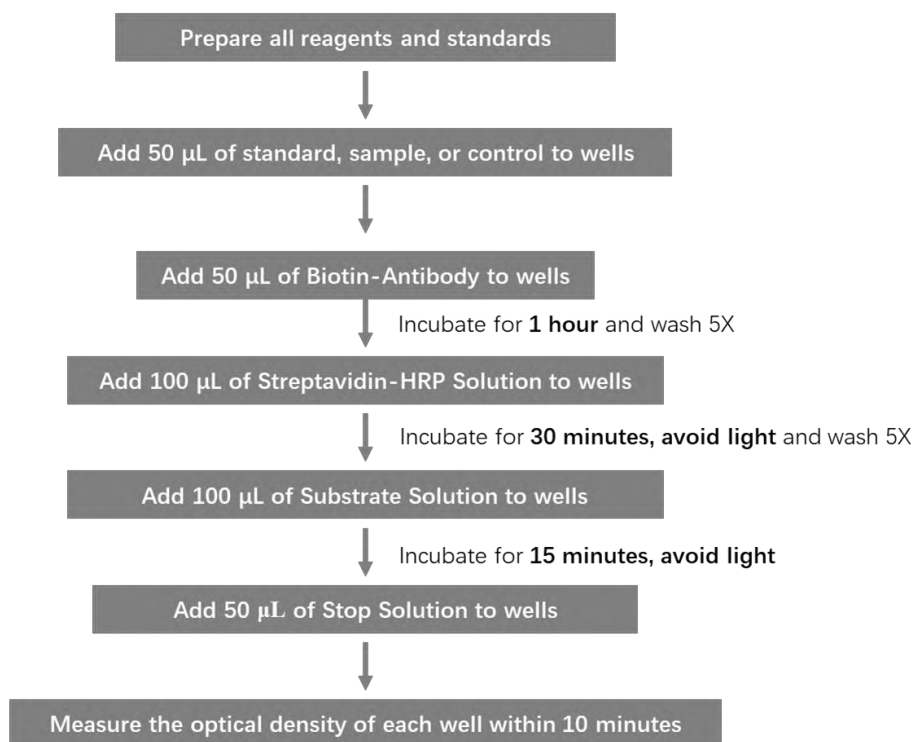 Prepare all reagents and standards
Add 50 μL of standard, sample, or control to wells
Add 50 μL of Biotin-Antibody to wells
Incubate for 1 hour and wash 5X
Add 100 μL of Streptavidin-HRP Solution to wells
Incubate for 30 minutes, avoid light and wash 5X
Add 100 μL of Substrate Solution to wells
Incubate for 15 minutes, avoid light
Add 50 μL of Stop Solution to wells
Measure the optical density of each well within 10 minutes